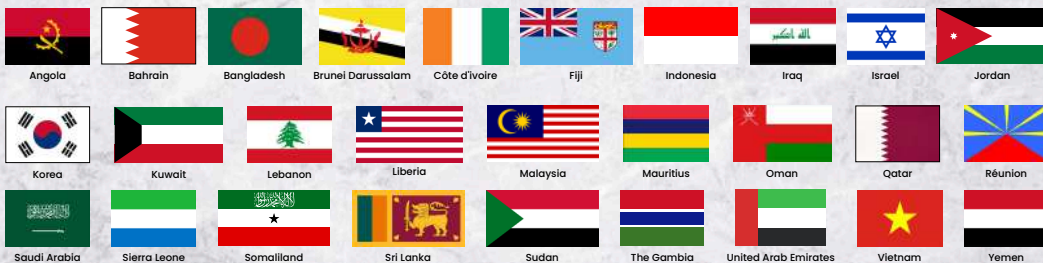 Angola Bahrain Bangladesh Brunei Darussalam Côte d'ivoire Fiji Indonesia Iraq Israel Jordan
Korea Kuwait Lebanon Liberia Malaysia Mauritius Oman Qatar Réunion
Saudi Arabia Sierra Leone Somaliland Sri Lanka Sudan The Gambia United Arab Emirates Vietnam Yemen